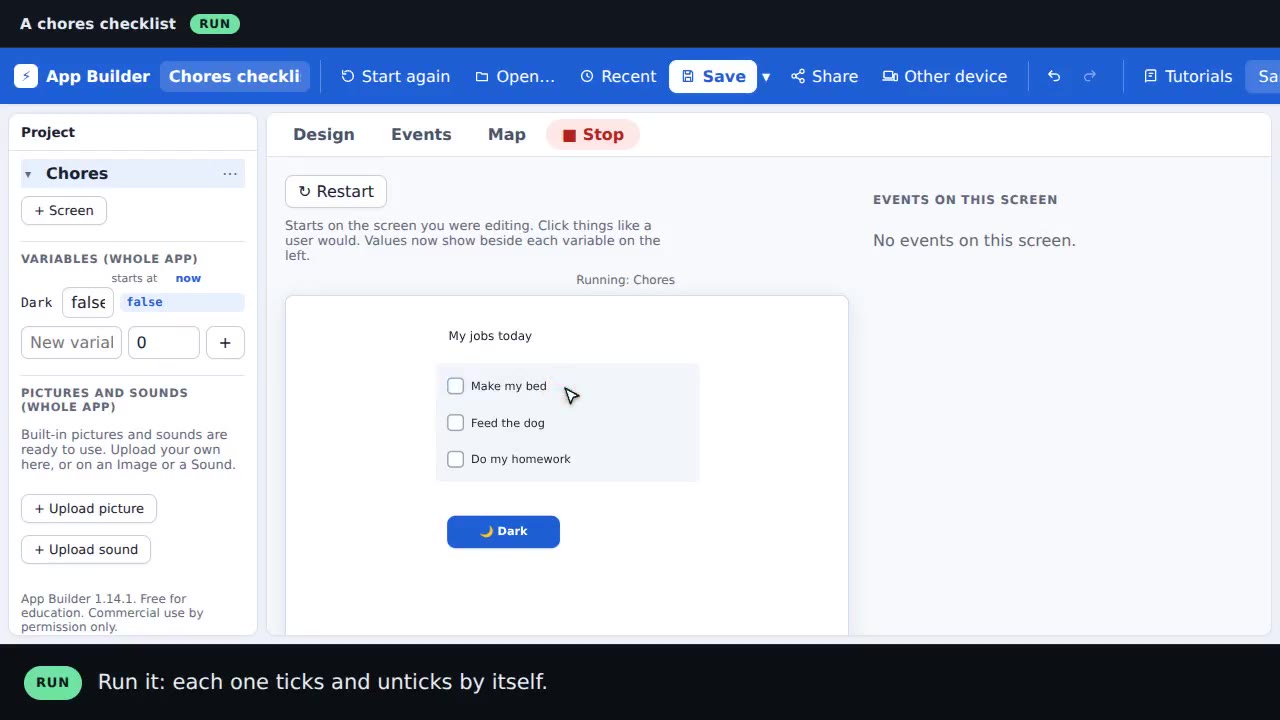 A chores checklist RUN
App Builder Chores checkli Start again Open... Recent Save Share Other device Tutorials Sa
Project
Chores
+ Screen
VARIABLES (WHOLE APP)
starts at now
Dark false false
New varial 0 +
PICTURES AND SOUNDS
(WHOLE APP)
Built-in pictures and sounds are
ready to use. Upload your own
here, or on an Image or a Sound.
+ Upload picture
+ Upload sound
App Builder 1.14.1. Free for
education. Commercial use by
permission only.
Design Events Map Stop
↻ Restart
Starts on the screen you were editing. Click things like a
user would. Values now show beside each variable on the
left.
Running: Chores
My jobs today
Make my bed
Feed the dog
Do my homework
🌙 Dark
EVENTS ON THIS SCREEN
No events on this screen.
RUN Run it: each one ticks and unticks by itself.